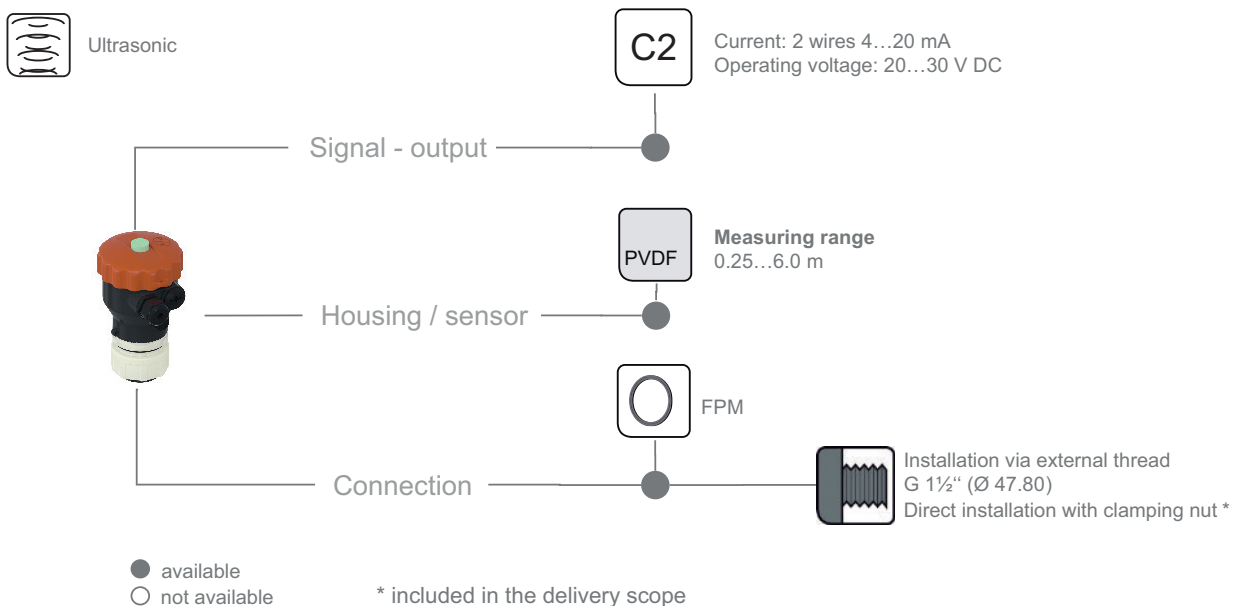 Ultrasonic
C2
Current: 2 wires 4…20 mA
Operating voltage: 20…30 V DC
Signal - output
PVDF
Measuring range
0.25…6.0 m
Housing / sensor
FPM
Connection
Installation via external thread
G 1½“ (Ø 47.80)
Direct installation with clamping nut *
available
not available
* included in the delivery scope